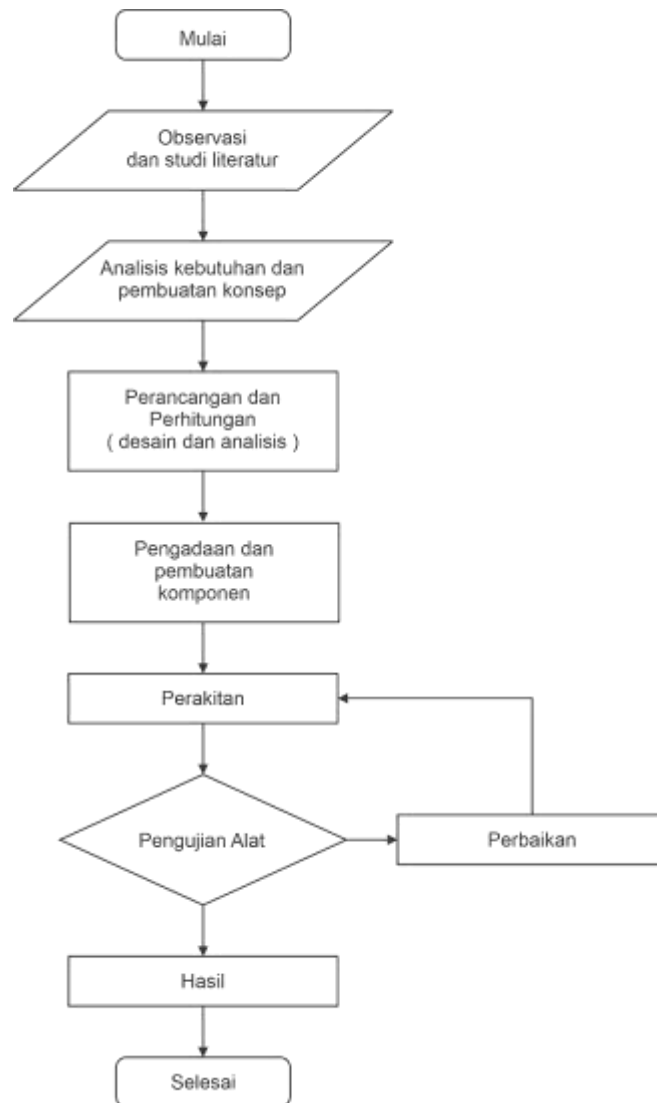 Mulai
Observasi
dan studi literatur
Analisis kebutuhan dan
pembuatan konsep
Perancangan dan
Perhitungan
( desain dan analisis )
Pengadaan dan
pembuatan
komponen
Perakitan
Pengujian Alat
Perbaikan
Hasil
Selesai